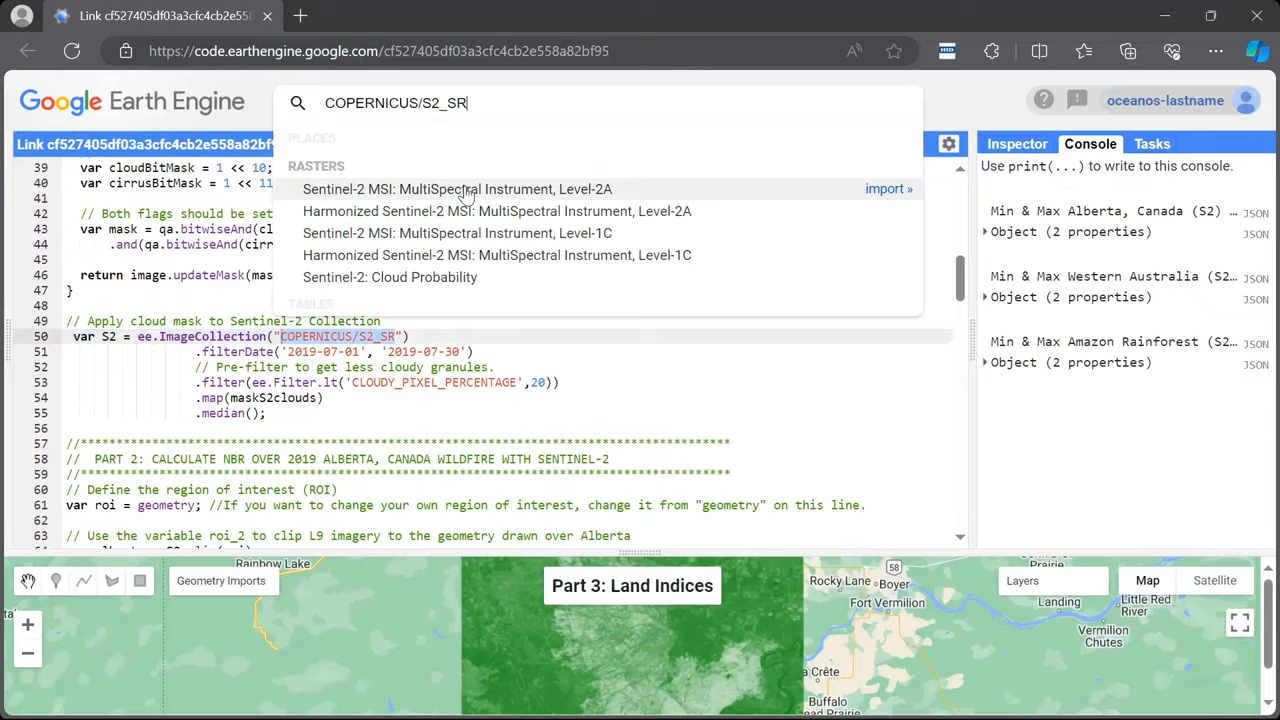 Link cf527405df03a3cfc4cb2e550
https://code.earthengine.google.com/cf527405df03a3cfc4cb2e558a82bf95
Google Earth Engine
COPERNICUS/S2_SR
oceanos-lastname
PLACES
RASTERS
Sentinel-2 MSI: MultiSpectral Instrument, Level-2A
import »
Harmonized Sentinel-2 MSI: MultiSpectral Instrument, Level-2A
Sentinel-2 MSI: MultiSpectral Instrument, Level-1C
Harmonized Sentinel-2 MSI: MultiSpectral Instrument, Level-1C
Sentinel-2: Cloud Probability
TABLES
Link cf527405df03a3cfc4cb2e558a82bf
39 var cloudBitMask = 1 << 10;
40 var cirrusBitMask = 1 << 11
41
42 // Both flags should be set
43 var mask = qa.bitwiseAnd(cl
44 .and(qa.bitwiseAnd(cirr
45
46 return image.updateMask(mas
47 }
48
49 // Apply cloud mask to Sentinel-2 Collection
50 var S2 = ee.ImageCollection("COPERNICUS/S2_SR")
51 .filterDate('2019-07-01', '2019-07-30')
52 // Pre-filter to get less cloudy granules.
53 .filter(ee.Filter.lt('CLOUDY_PIXEL_PERCENTAGE',20))
54 .map(maskS2clouds)
55 .median();
56
57 //************************************************************************************
58 // PART 2: CALCULATE NBR OVER 2019 ALBERTA, CANADA WILDFIRE WITH SENTINEL-2
59 //************************************************************************************
60 // Define the region of interest (ROI)
61 var roi = geometry; //If you want to change your own region of interest, change it from "geometry" on this line.
62
63 // Use the variable roi_2 to clip L9 imagery to the geometry drawn over Alberta
Inspector
Console
Tasks
Use print(...) to write to this console.
Min & Max Alberta, Canada (S2) … JSON
Object (2 properties) JSON
Min & Max Western Australia (S2… JSON
Object (2 properties) JSON
Min & Max Amazon Rainforest (S2… JSON
Object (2 properties) JSON
Rainbow Lake
Geometry Imports
Part 3: Land Indices
Rocky Lane
58
Boyer
Fort Vermilion
Layers
Map
Satellite
Landing
Little Red
River
Vermilion
Chutes
La Crête
Buffalo